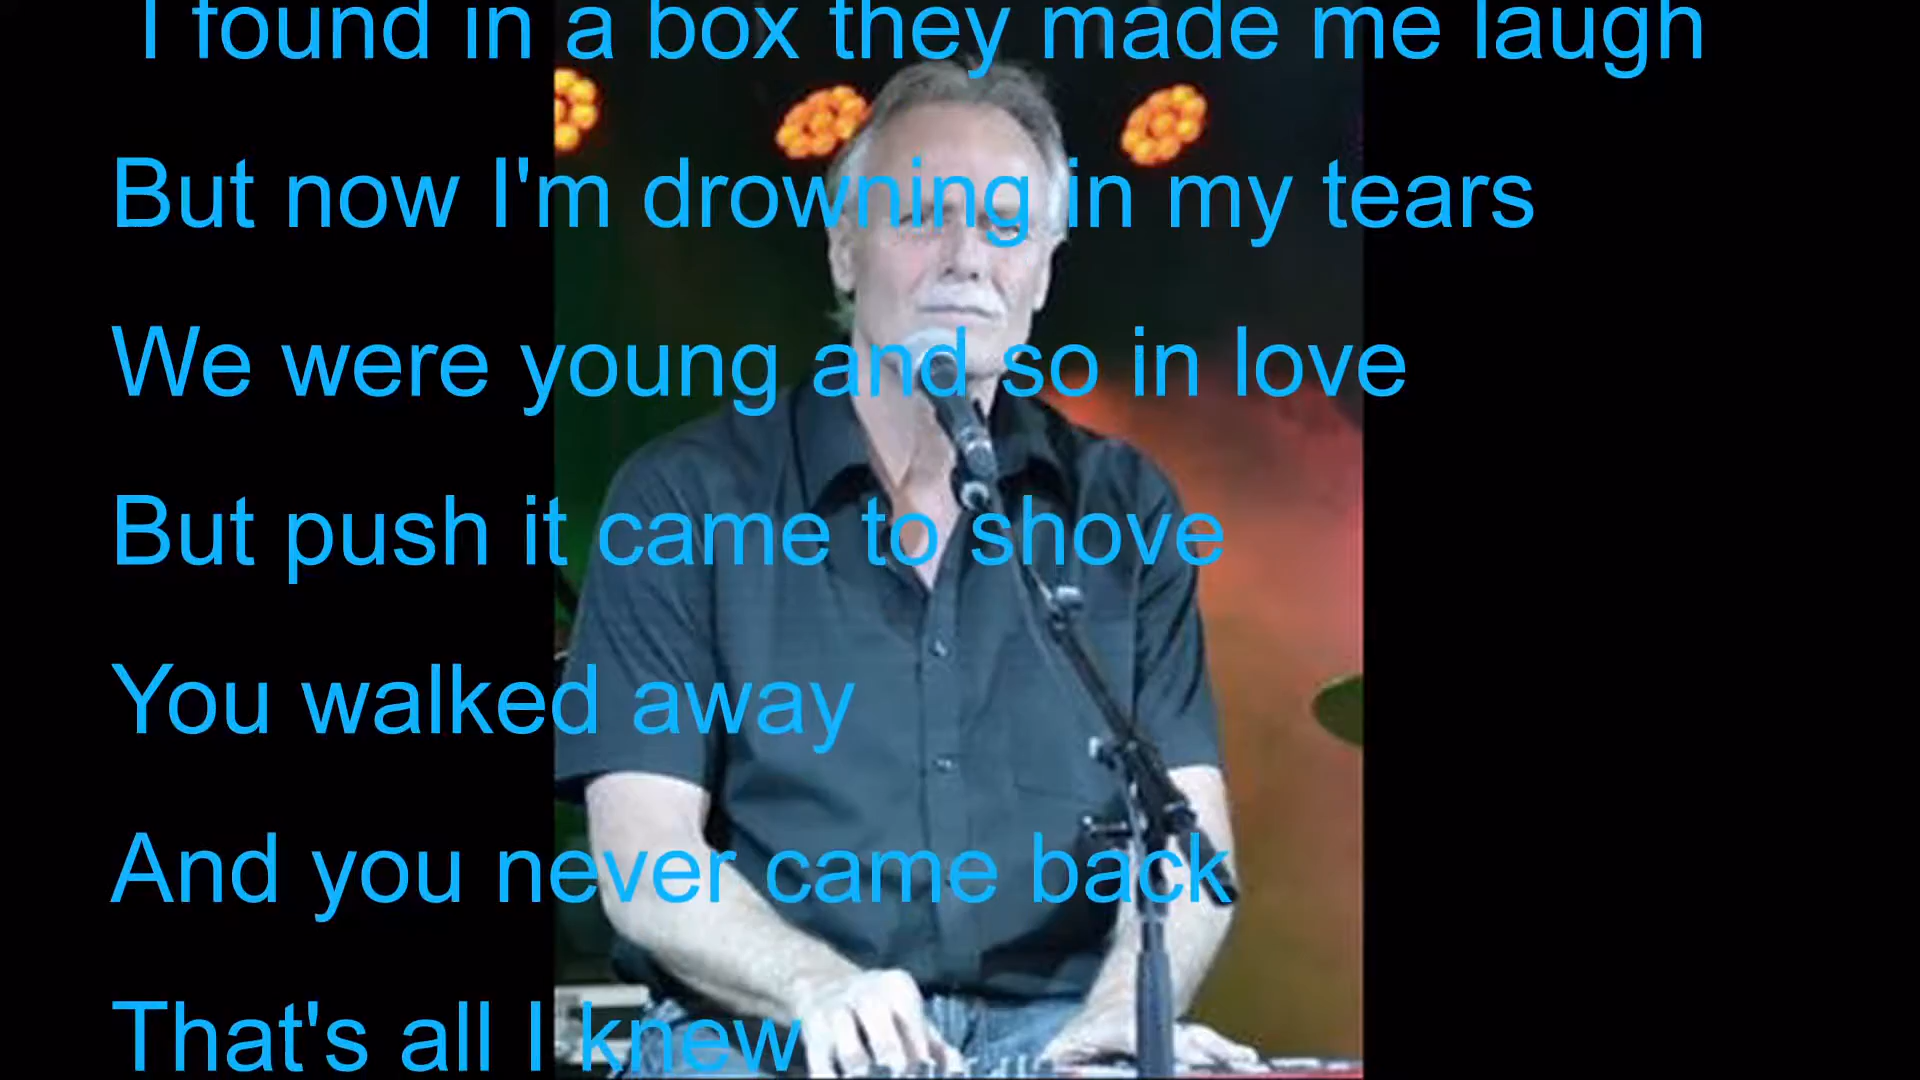 I found in a box they made me laugh
But now I'm drowning in my tears
We were young and so in love
But push it came to shove
You walked away
And you never came back
That's all I knew